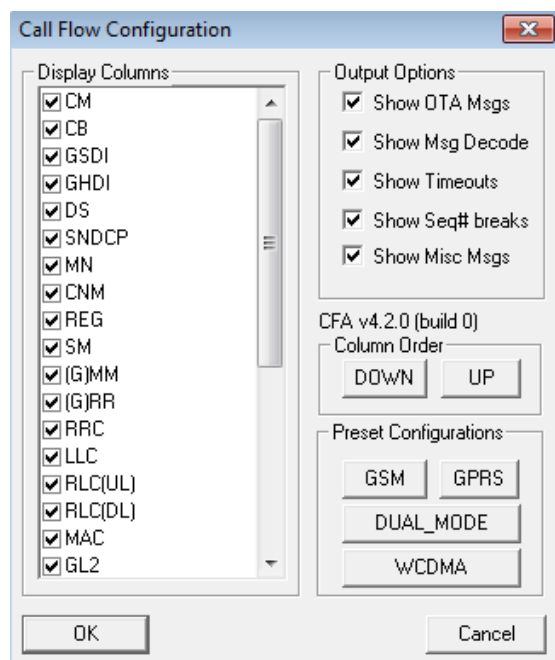 Call Flow Configuration
Display Columns
CM
CB
GSDI
GHDI
DS
SNDCP
MN
CNM
REG
SM
(G)MM
(G)RR
RRC
LLC
RLC(UL)
RLC(DL)
MAC
GL2
Output Options
Show OTA Msgs
Show Msg Decode
Show Timeouts
Show Seq# breaks
Show Misc Msgs
CFA v4.2.0 (build 0)
Column Order
DOWN UP
Preset Configurations
GSM GPRS
DUAL_MODE
WCDMA
OK Cancel